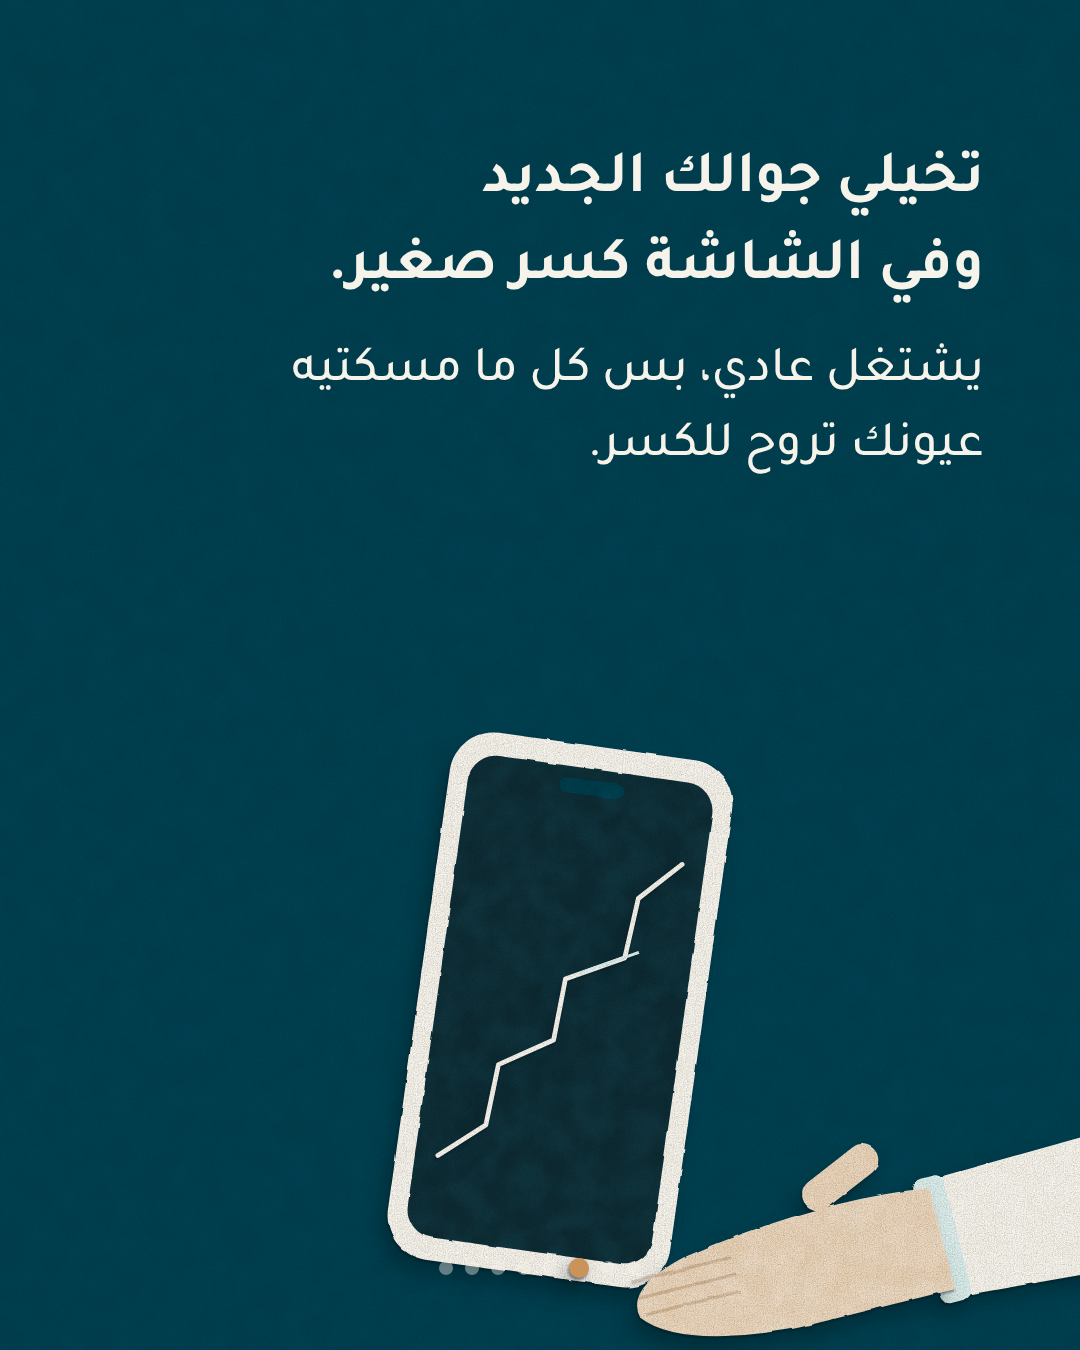 تخيلي جوالك الجديد
وفي الشاشة كسر صغير.
يشتغل عادي، بس كل ما مسكتيه
عيونك تروح للكسر.